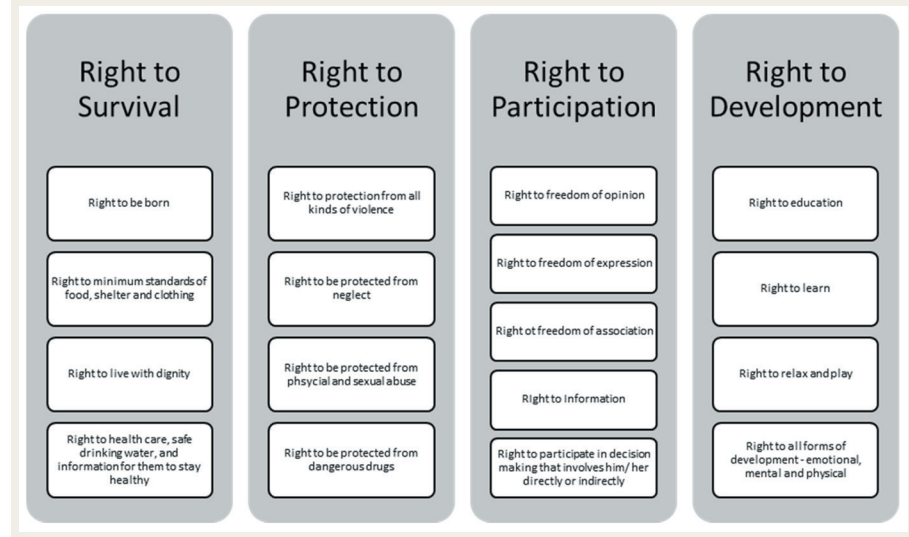 Right to
Survival
Right to be born
Right to minimum standards of
food, shelter and clothing
Right to live with dignity
Right to health care, safe
drinking water, and
information for them to stay
healthy
Right to
Protection
Right to protection from all
kinds of violence
Right to be protected from
neglect
Right to be protected from
phsycial and sexual abuse
Right to be protected from
dangerous drugs
Right to
Participation
Right to freedom of opinion
Right to freedom of expression
Right ot freedom of association
Right to Information
Right to participate in decision
making that involves him/ her
directly or indirectly
Right to
Development
Right to education
Right to learn
Right to relax and play
Right to all forms of
development - emotional,
mental and physical